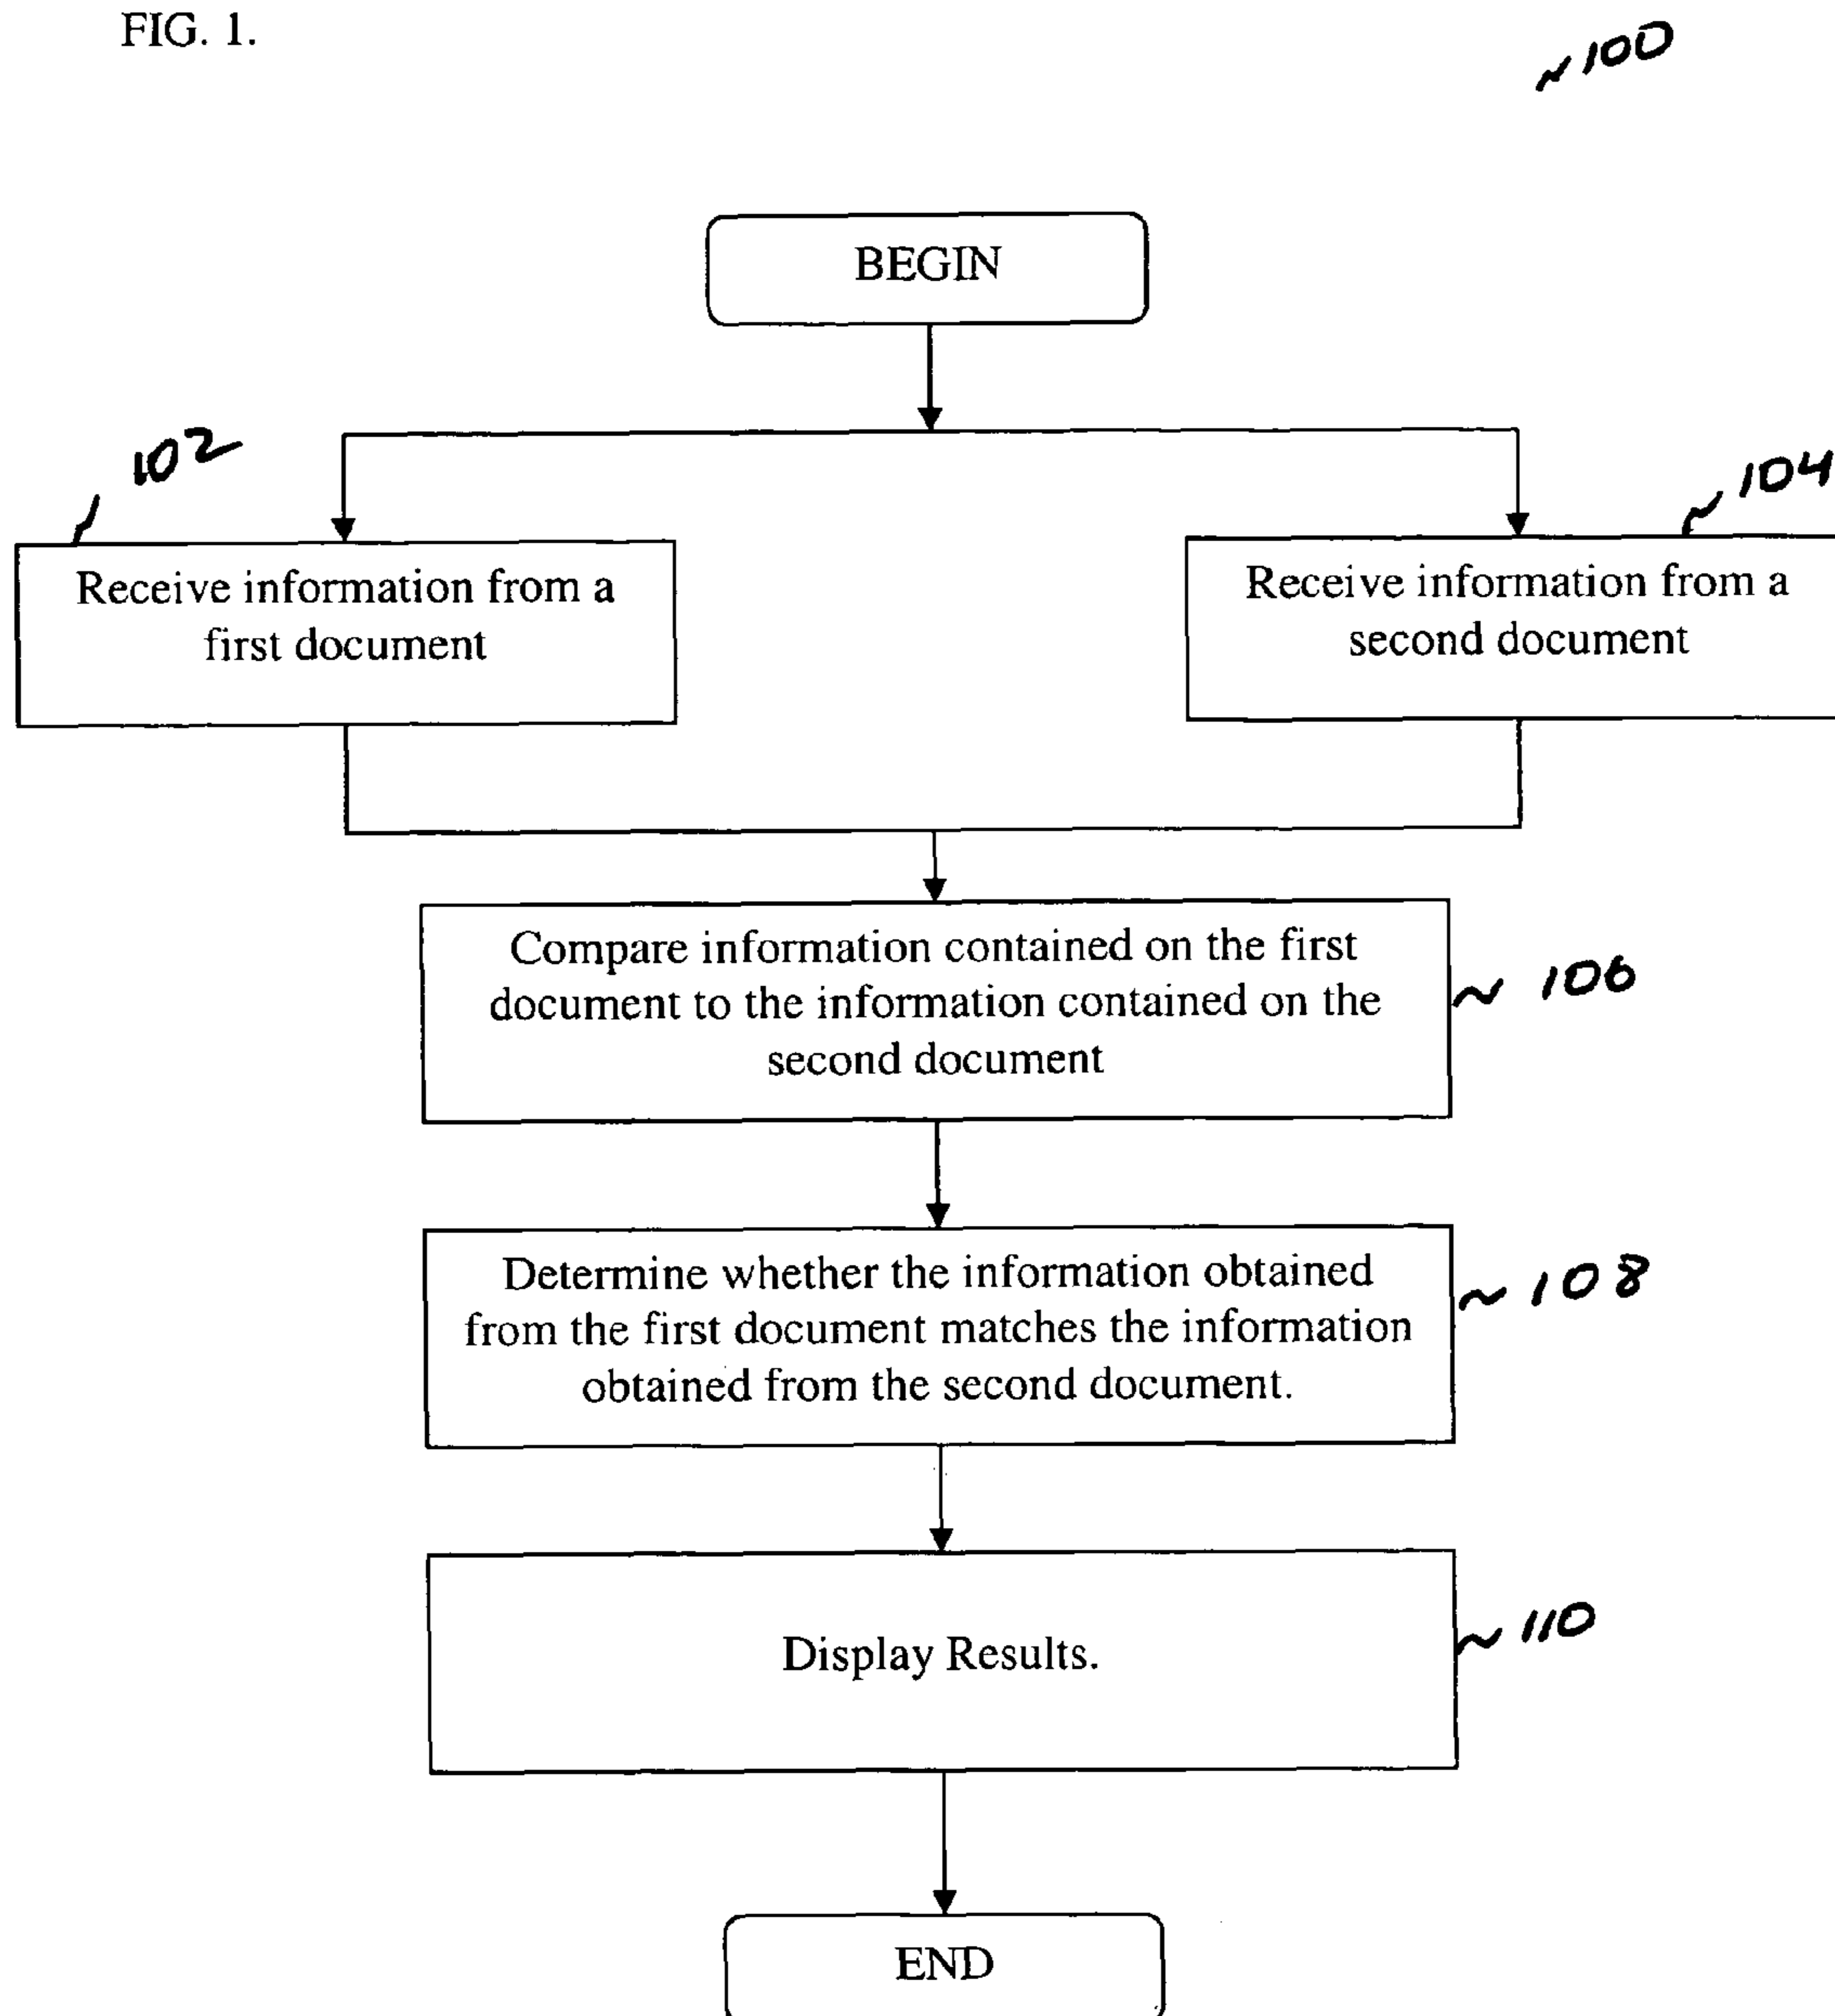 FIG. 1.
~100
BEGIN
102
104
Receive information from a
first document
Receive information from a
second document
Compare information contained on the first
document to the information contained on the
second document
106
Determine whether the information obtained
from the first document matches the information
obtained from the second document.
108
Display Results.
110
END